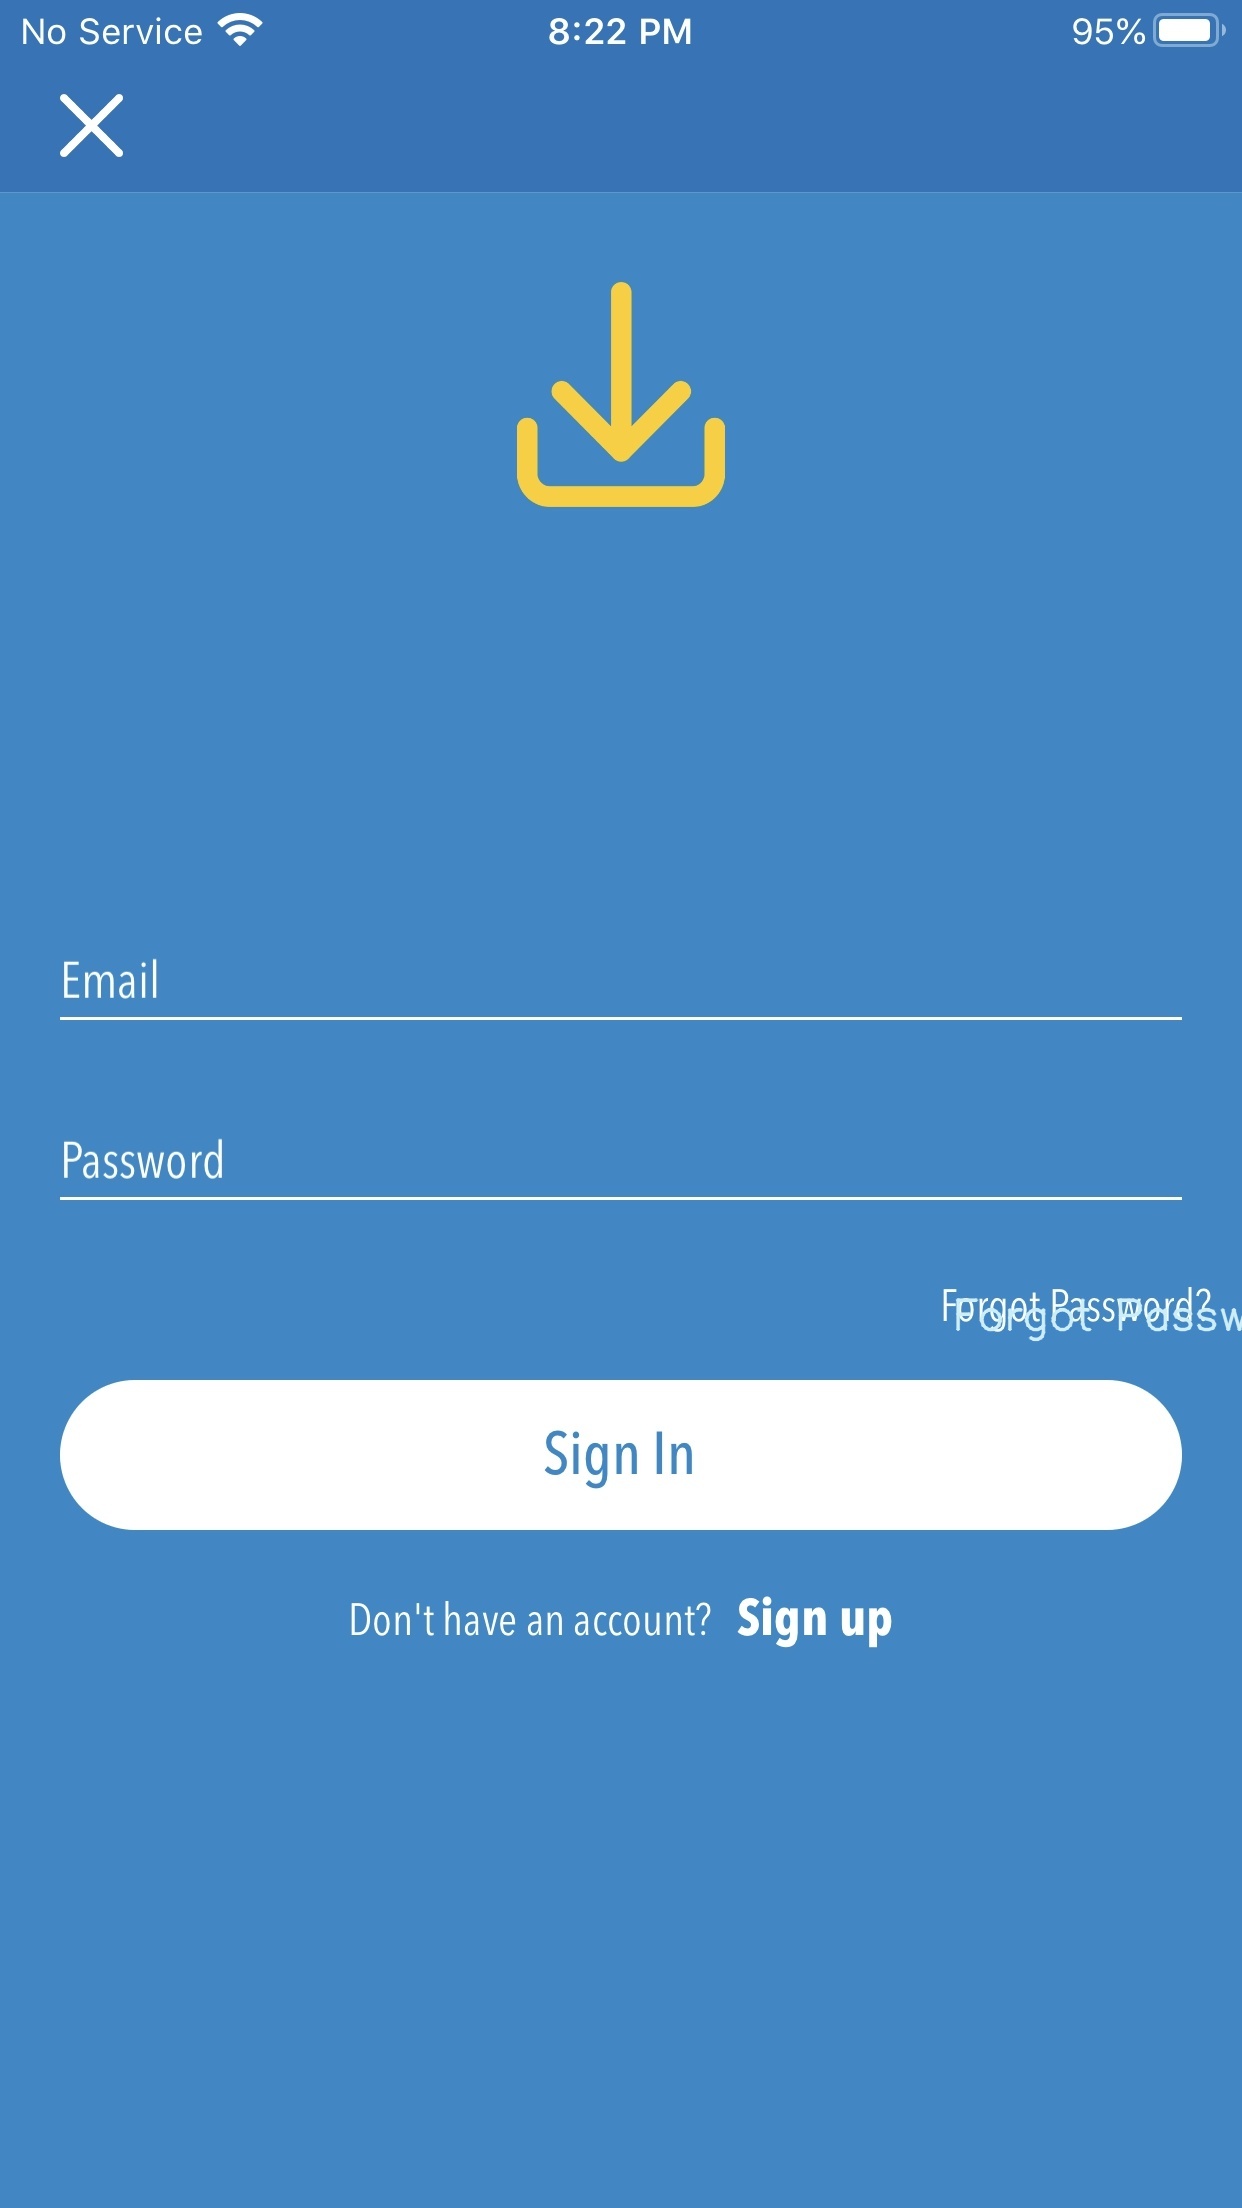 No Service 8:22 PM 95%
Email
Password
Forgot Password?
Forgot Passw
Sign In
Don't have an account? Sign up